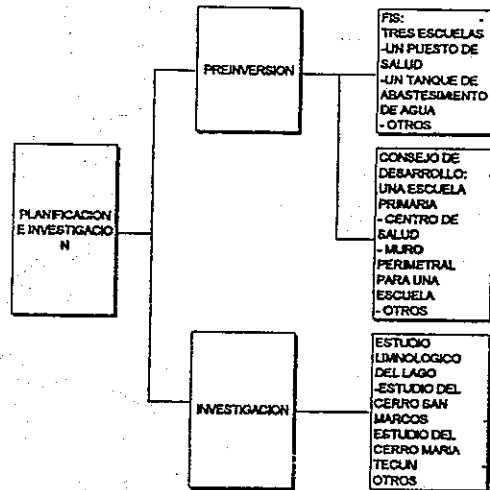 PLANIFICACION
E INVESTIGACIO
N
PREINVERSION
FIS: -
TRES ESCUELAS
-UN PUESTO DE
SALUD
-UN TANQUE DE
ABASTESIMIENTO
DE AGUA
- OTROS
CONSEJO DE
DESARROLLO:
UNA ESCUELA
PRIMARIA
- CENTRO DE
SALUD
- MURO
PERIMETRAL
PARA UNA
ESCUELA
- OTROS
INVESTIGACION
ESTUDIO
LIMNOLOGICO
DEL LAGO
-ESTUDIO DEL
CERRO SAN
MARCOS
ESTUDIO DEL
CERRO MARIA
TECUN
OTROS